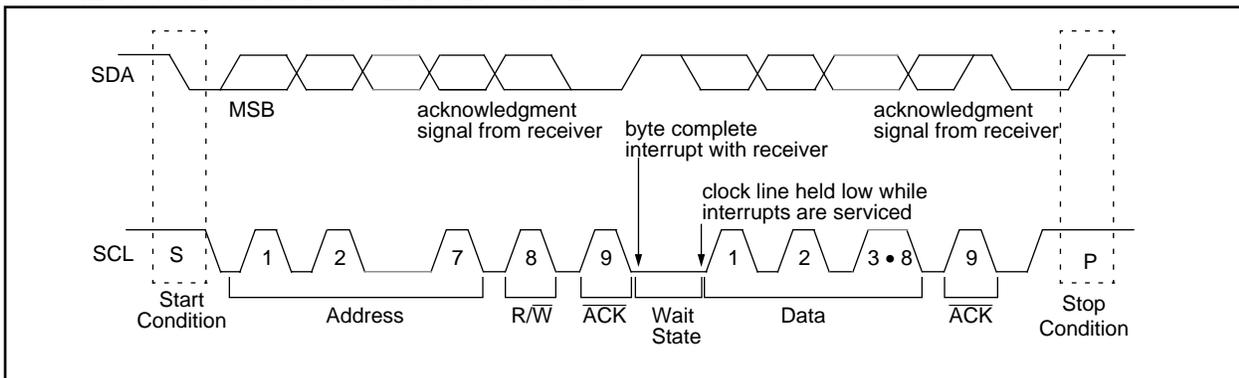 SDA
MSB
acknowledgment
signal from receiver
byte complete
interrupt with receiver
acknowledgment
signal from receiver
clock line held low while
interrupts are serviced
SCL
S
1
2
7
8
9
1
2
3 • 8
9
P
Start
Condition
Address
R/W̅
A̅C̅K̅
Wait
State
Data
A̅C̅K̅
Stop
Condition